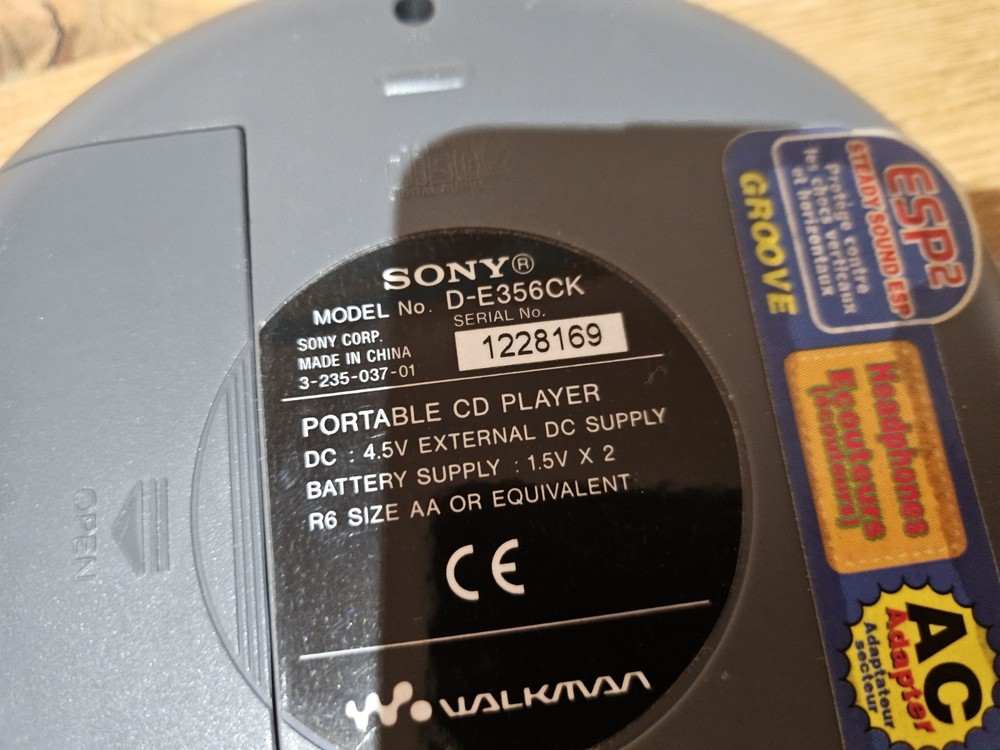 SONY®
MODEL No. D-E356CK
SERIAL No.
1228169
SONY CORP.
MADE IN CHINA
3-235-037-01
PORTABLE CD PLAYER
DC : 4.5V EXTERNAL DC SUPPLY
BATTERY SUPPLY : 1.5V X 2
R6 SIZE AA OR EQUIVALENT
CE
WALKMAN
OPEN
ESP2
STEADY SOUND ESP
Protège contre
les chocs verticaux
et horizontaux
GROOVE
Headphones
Ecouteurs
(écouteurs)
AC
Adapter
Adaptateur
secteur